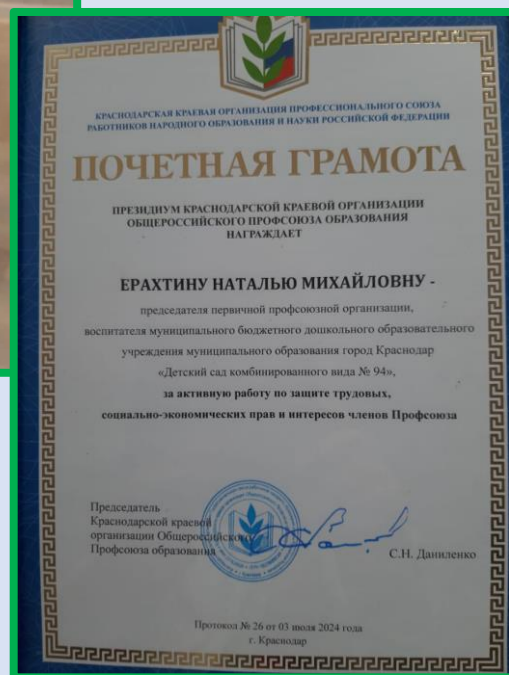 КРАСНОДАРСКАЯ КРАЕВАЯ ОРГАНИЗАЦИЯ ПРОФЕССИОНАЛЬНОГО СОЮЗА
РАБОТНИКОВ НАРОДНОГО ОБРАЗОВАНИЯ И НАУКИ РОССИЙСКОЙ ФЕДЕРАЦИИ
ПОЧЕТНАЯ ГРАМОТА
ПРЕЗИДИУМ КРАСНОДАРСКОЙ КРАЕВОЙ ОРГАНИЗАЦИИ
ОБЩЕРОССИЙСКОГО ПРОФСОЮЗА ОБРАЗОВАНИЯ
НАГРАЖДАЕТ
ЕРАХТИНУ НАТАЛЬЮ МИХАЙЛОВНУ -
председателя первичной профсоюзной организации,
воспитателя муниципального бюджетного дошкольного образовательного
учреждения муниципального образования город Краснодар
«Детский сад комбинированного вида № 94»,
за активную работу по защите трудовых,
социально-экономических прав и интересов членов Профсоюза
Председатель
Краснодарской краевой
организации Общероссийского
Профсоюза образования
С.Н. Даниленко
Протокол № 26 от 03 июля 2024 года
г. Краснодар